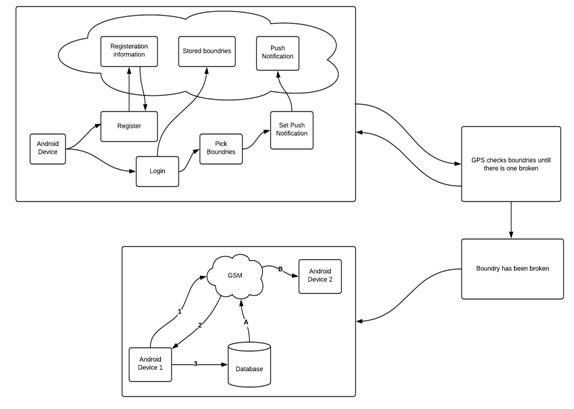 Registeration
information
Stored boundries
Push
Notification
Register
Set Push
Notification
Android
Device
Pick
Boundries
Login
GPS checks boundries untill
there is one broken
Boundry has been broken
GSM
B
Android
Device 2
1
2
A
Android
Device 1
3
Database